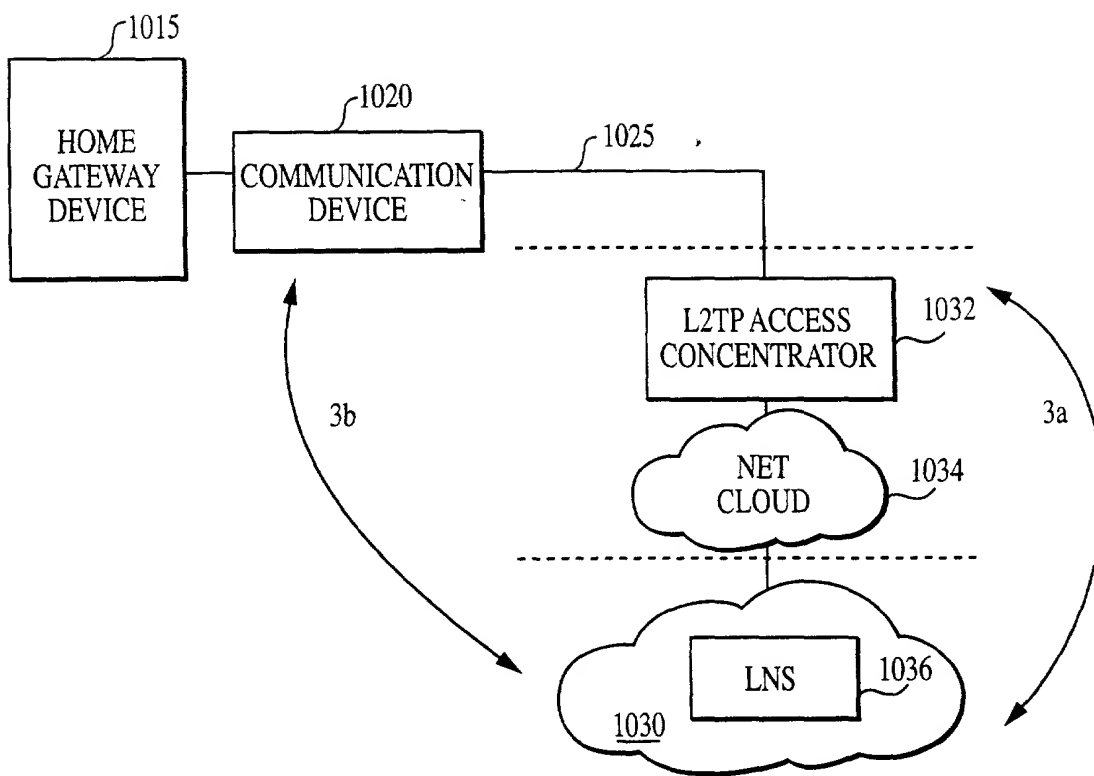 1015
HOME
GATEWAY
DEVICE
1020
COMMUNICATION
DEVICE
1025
L2TP ACCESS
CONCENTRATOR
1032
3b
3a
NET
CLOUD
1034
LNS
1036
1030